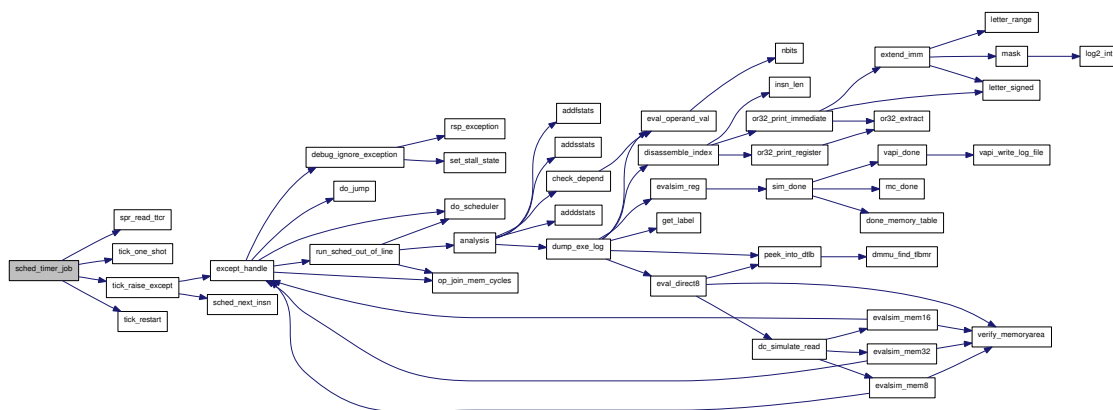 sched_timer_job
spr_read_ttcr
tick_one_shot
tick_raise_except
tick_restart
except_handle
sched_next_insn
debug_ignore_exception
do_jump
do_scheduler
run_sched_out_of_line
op_join_mem_cycles
rsp_exception
set_stall_state
analysis
addfstats
addsstats
check_depend
adddstats
dump_exe_log
eval_operand_val
disassemble_index
evalsim_reg
get_label
eval_direct8
nbits
insn_len
or32_print_immediate
or32_print_register
sim_done
peek_into_dtlb
dc_simulate_read
extend_imm
or32_extract
vapi_done
mc_done
done_memory_table
dmmu_find_tlbmr
evalsim_mem16
evalsim_mem32
evalsim_mem8
letter_range
mask
letter_signed
vapi_write_log_file
verify_memoryarea
log2_int